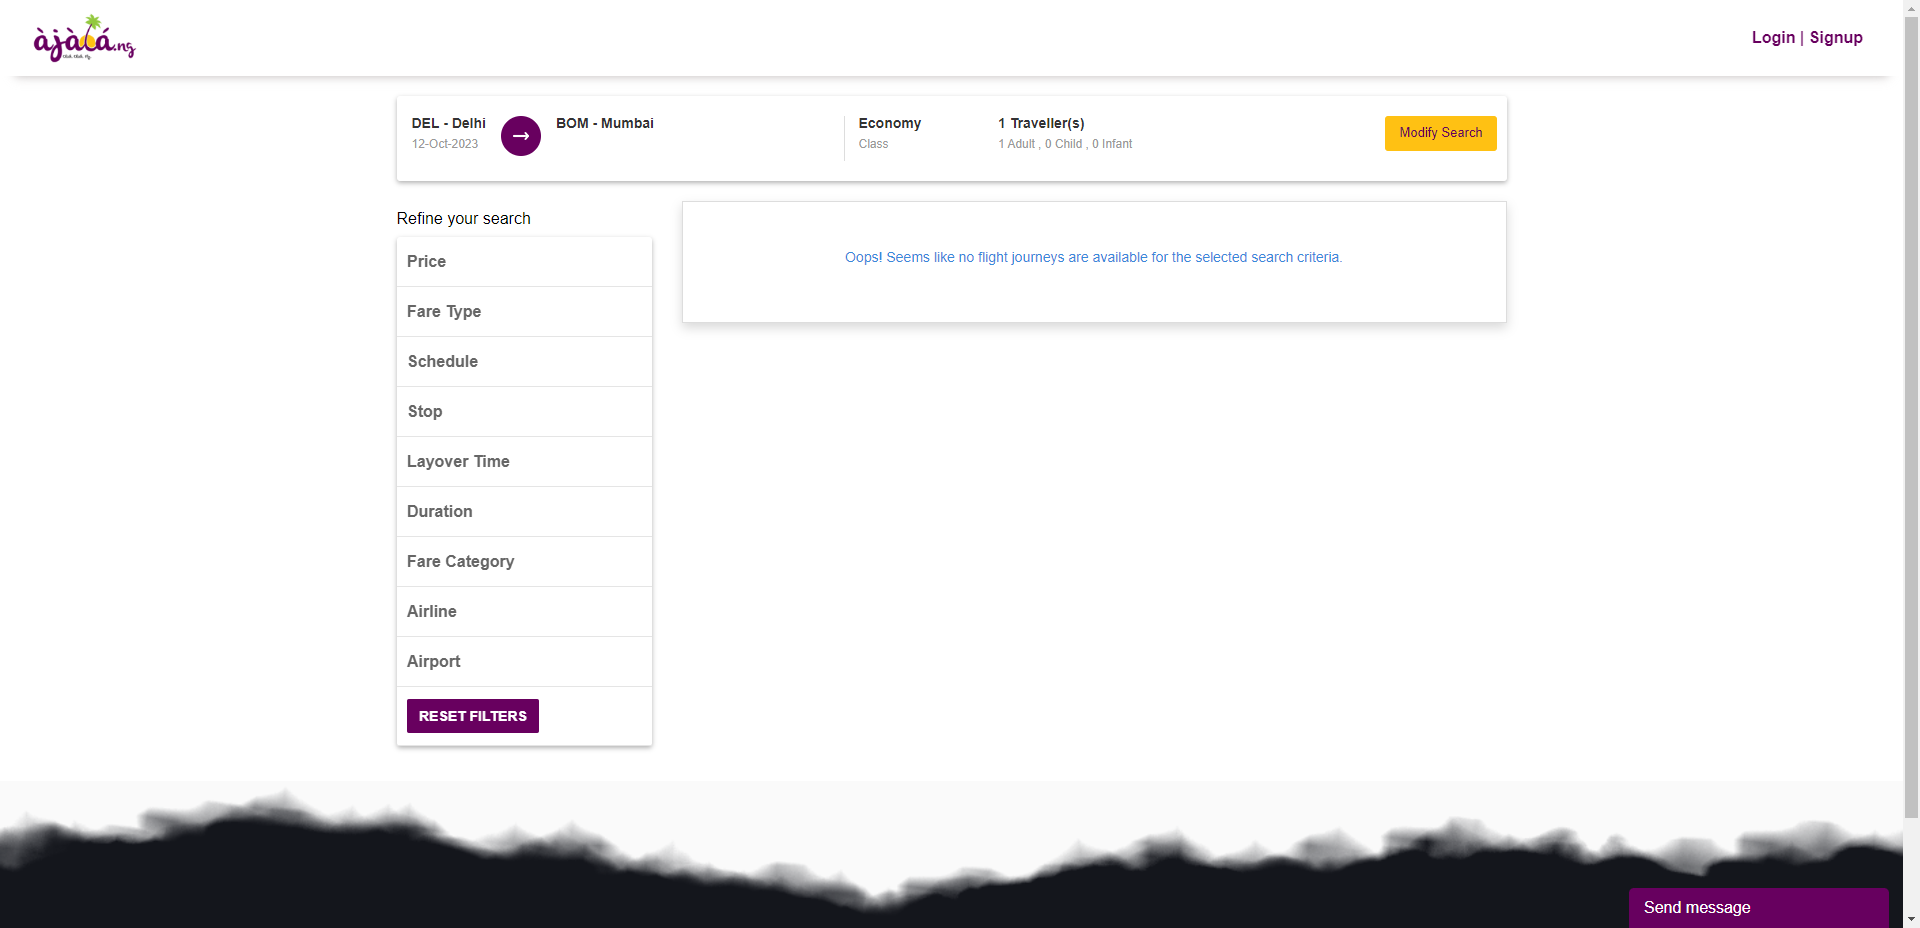 àjàlá.ng
Login | Signup
DEL - Delhi
12-Oct-2023
BOM - Mumbai
Economy
Class
1 Traveller(s)
1 Adult , 0 Child , 0 Infant
Modify Search
Refine your search
Price
Fare Type
Schedule
Stop
Layover Time
Duration
Fare Category
Airline
Airport
RESET FILTERS
Oops! Seems like no flight journeys are available for the selected search criteria.
Send message